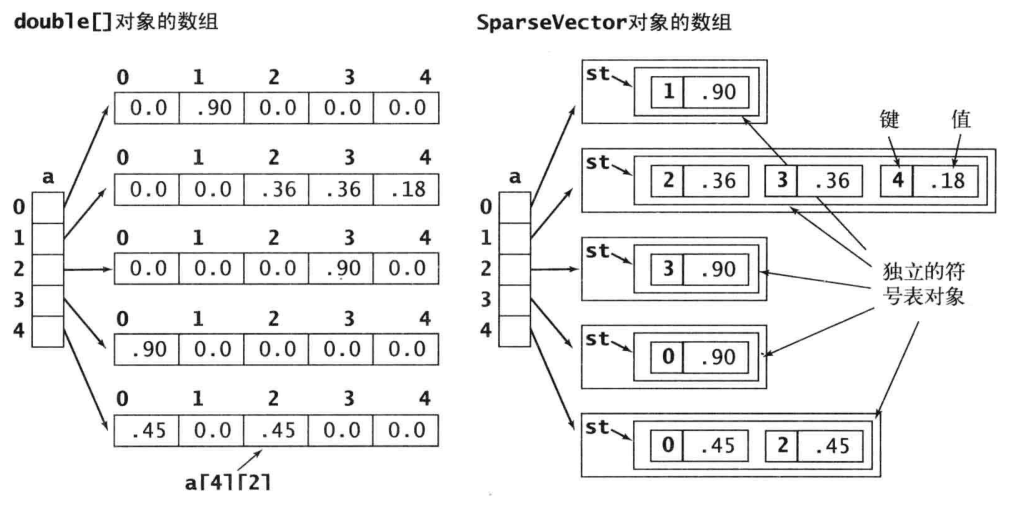 double[]对象的数组
0 1 2 3 4
0.0 .90 0.0 0.0 0.0
0 1 2 3 4
0.0 0.0 .36 .36 .18
a
0
1
2
3
4
0 1 2 3 4
0.0 0.0 0.0 .90 0.0
0 1 2 3 4
.90 0.0 0.0 0.0 0.0
0 1 2 3 4
.45 0.0 .45 0.0 0.0
a[4][2]
SparseVector对象的数组
st
1 .90
键 值
st
2 .36 3 .36 4 .18
a
0
1
2
3
4
st
3 .90
独立的符
号表对象
st
0 .90
st
0 .45 2 .45